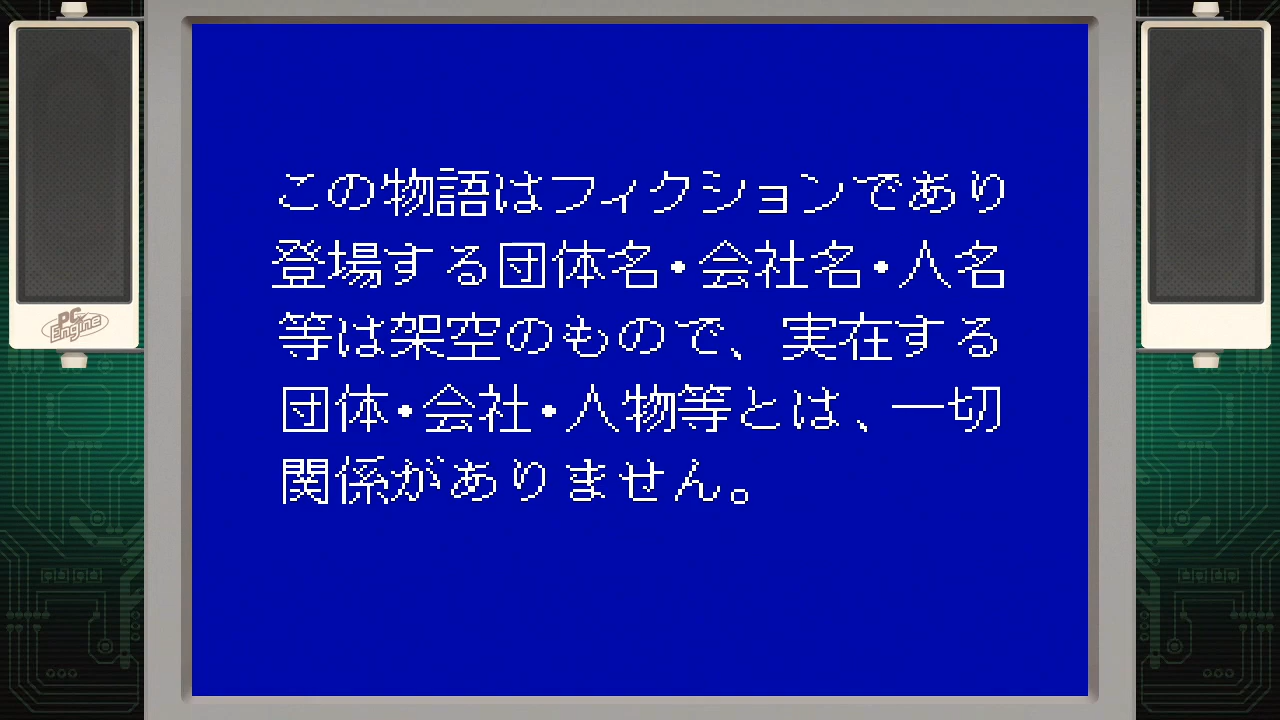 この物語はフィクションであり
登場する団体名・会社名・人名
等は架空のもので、実在する
団体・会社・人物等とは、一切
関係がありません。
PC
Engine